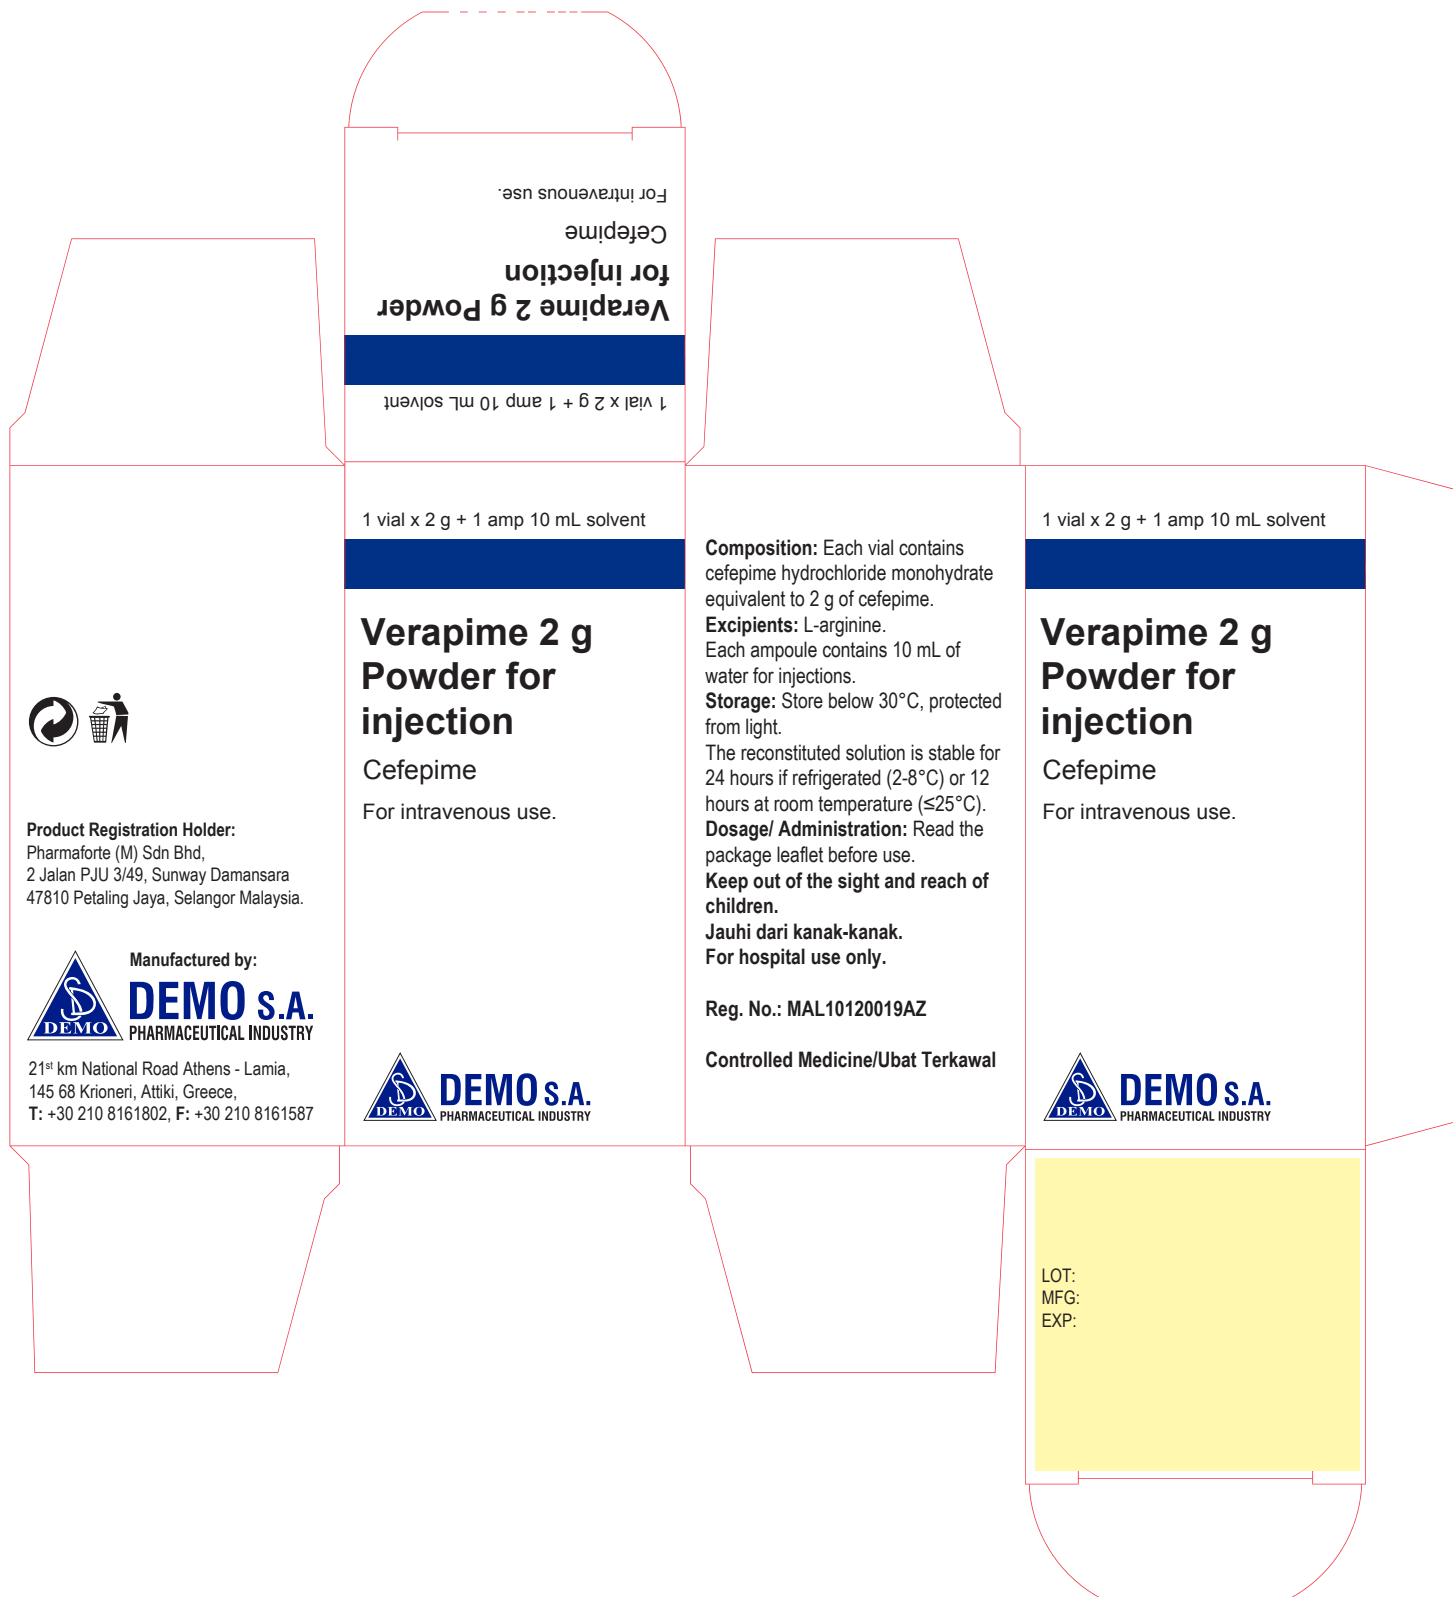 For intravenous use.
Cefepime
for injection
Verapime 2 g Powder
1 vial x 2 g + 1 amp 10 mL solvent
Product Registration Holder:
Pharmaforte (M) Sdn Bhd,
2 Jalan PJU 3/49, Sunway Damansara
47810 Petaling Jaya, Selangor Malaysia.
Manufactured by:
SD
DEMO
DEMO S.A.
PHARMACEUTICAL INDUSTRY
21st km National Road Athens - Lamia,
145 68 Krioneri, Attiki, Greece,
T: +30 210 8161802, F: +30 210 8161587
1 vial x 2 g + 1 amp 10 mL solvent
Verapime 2 g
Powder for
injection
Cefepime
For intravenous use.
SD
DEMO
DEMO S.A.
PHARMACEUTICAL INDUSTRY
Composition: Each vial contains
cefepime hydrochloride monohydrate
equivalent to 2 g of cefepime.
Excipients: L-arginine.
Each ampoule contains 10 mL of
water for injections.
Storage: Store below 30°C, protected
from light.
The reconstituted solution is stable for
24 hours if refrigerated (2-8°C) or 12
hours at room temperature (≤25°C).
Dosage/ Administration: Read the
package leaflet before use.
Keep out of the sight and reach of
children.
Jauhi dari kanak-kanak.
For hospital use only.
Reg. No.: MAL10120019AZ
Controlled Medicine/Ubat Terkawal
1 vial x 2 g + 1 amp 10 mL solvent
Verapime 2 g
Powder for
injection
Cefepime
For intravenous use.
SD
DEMO
DEMO S.A.
PHARMACEUTICAL INDUSTRY
LOT:
MFG:
EXP: